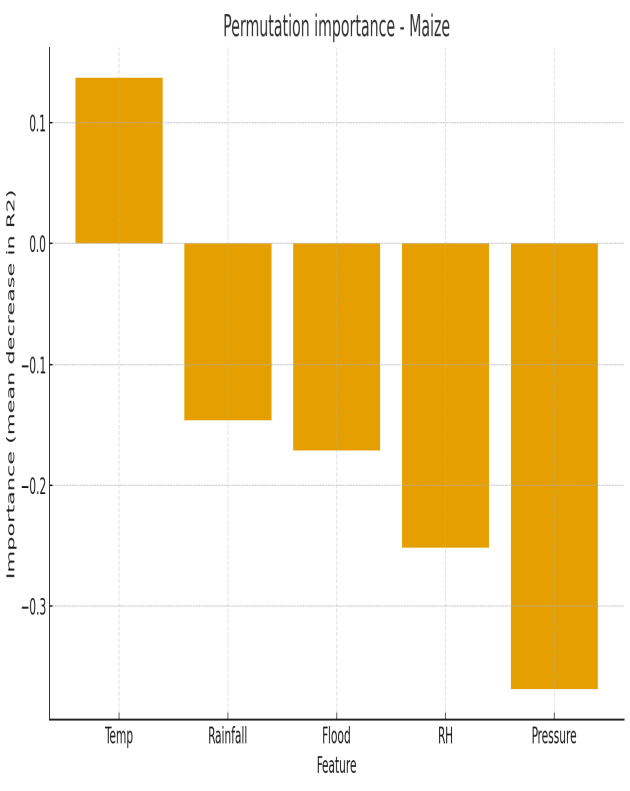 Permutation importance - Maize
Importance (mean decrease in R2)
0.1
0.0
−0.1
−0.2
−0.3
Temp
Rainfall
Flood
RH
Pressure
Feature